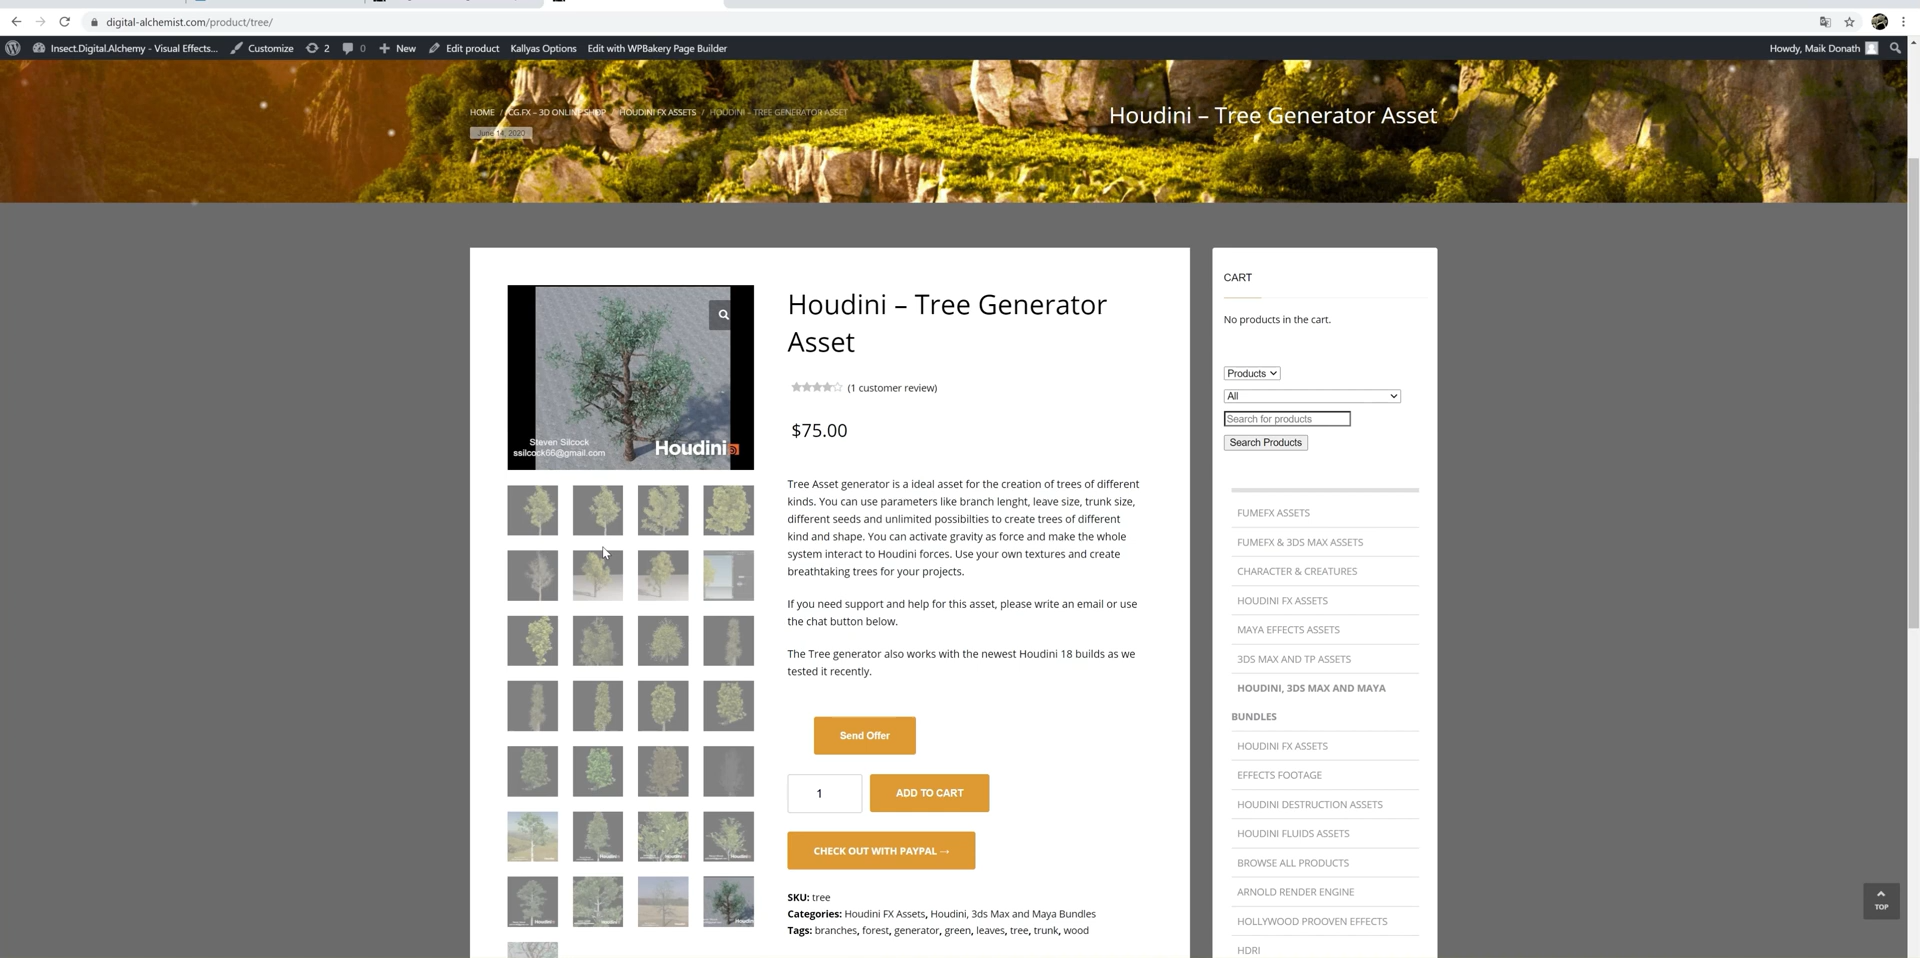 digital-alchemist.com/product/tree/
Insect.Digital.Alchemy - Visual Effects...
Customize
2
0
New
Edit product
Kallyas Options
Edit with WPBakery Page Builder
Howdy, Maik Donath
HOME / CG.FX – 3D ONLINE SHOP / HOUDINI FX ASSETS / HOUDINI – TREE GENERATOR ASSET
June 14, 2020
Houdini – Tree Generator Asset
Steven Silcock
ssilcock66@gmail.com
Houdini
Houdini – Tree Generator
Asset
(1 customer review)
$75.00
Tree Asset generator is a ideal asset for the creation of trees of different
kinds. You can use parameters like branch lenght, leave size, trunk size,
different seeds and unlimited possibilties to create trees of different
kind and shape. You can activate gravity as force and make the whole
system interact to Houdini forces. Use your own textures and create
breathtaking trees for your projects.
If you need support and help for this asset, please write an email or use
the chat button below.
The Tree generator also works with the newest Houdini 18 builds as we
tested it recently.
Send Offer
1
ADD TO CART
CHECK OUT WITH PAYPAL →
SKU: tree
Categories: Houdini FX Assets, Houdini, 3ds Max and Maya Bundles
Tags: branches, forest, generator, green, leaves, tree, trunk, wood
CART
No products in the cart.
Products
All
Search for products
Search Products
FUMEFX ASSETS
FUMEFX & 3DS MAX ASSETS
CHARACTER & CREATURES
HOUDINI FX ASSETS
MAYA EFFECTS ASSETS
3DS MAX AND TP ASSETS
HOUDINI, 3DS MAX AND MAYA
BUNDLES
HOUDINI FX ASSETS
EFFECTS FOOTAGE
HOUDINI DESTRUCTION ASSETS
HOUDINI FLUIDS ASSETS
BROWSE ALL PRODUCTS
ARNOLD RENDER ENGINE
HOLLYWOOD PROOVEN EFFECTS
HDRI
TOP